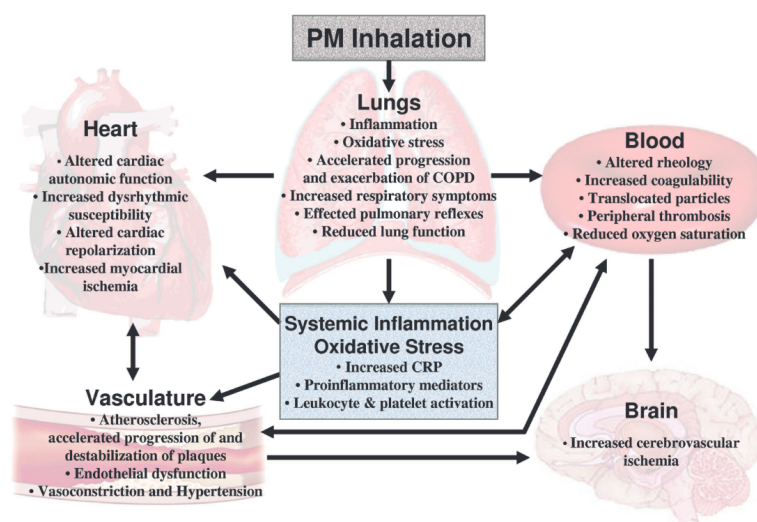 PM Inhalation
Lungs
• Inflammation
• Oxidative stress
• Accelerated progression
and exacerbation of COPD
• Increased respiratory symptoms
• Effected pulmonary reflexes
• Reduced lung function
Heart
• Altered cardiac
autonomic function
• Increased dysrhythmic
susceptibility
• Altered cardiac
repolarization
•Increased myocardial
ischemia
Blood
• Altered rheology
• Increased coagulability
• Translocated particles
• Peripheral thrombosis
• Reduced oxygen saturation
Systemic Inflammation
Oxidative Stress
• Increased CRP
• Proinflammatory mediators
• Leukocyte & platelet activation
Vasculature
• Atherosclerosis,
accelerated progression of and
destabilization of plaques
• Endothelial dysfunction
• Vasoconstriction and Hypertension
Brain
• Increased cerebrovascular
ischemia